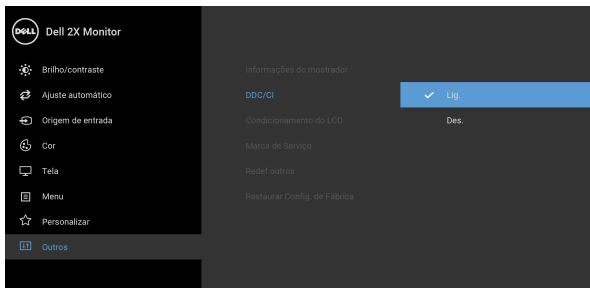 DELL Dell 2X Monitor
Brilho/contraste
Ajuste automático
Origem de entrada
Cor
Tela
Menu
Personalizar
Outros
Informações do mostrador
DDC/CI
Condicionamento do LCD
Marca de Serviço
Redef outros
Restaurar Config. de Fábrica
Lig.
Des.